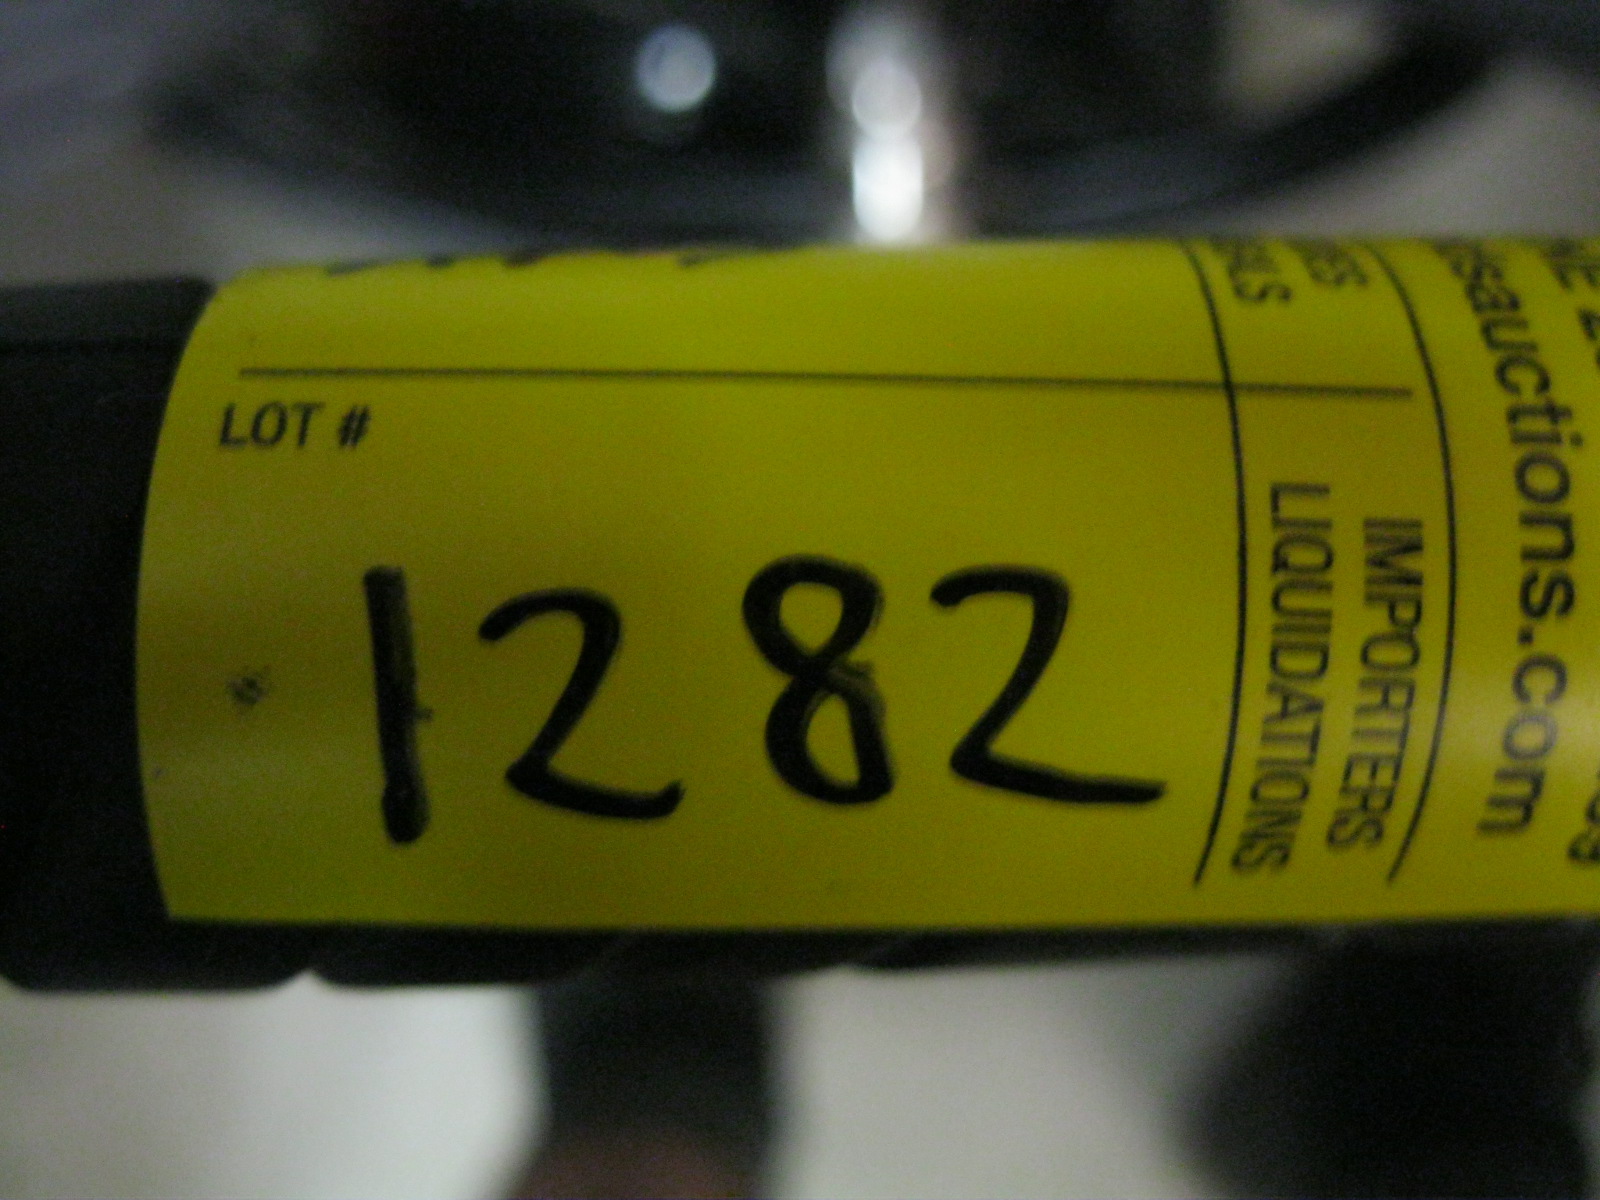 LOT #
1282
IMPORTERS
LIQUIDATIONS
sauctions.com